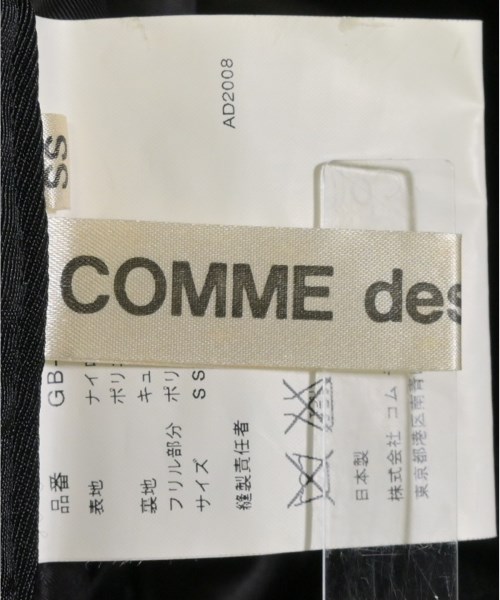 COMME des
SS
AD2008
品番 GB-
表地 ナイロ
ポリ
裏地 キュ
フリル部分 ポリ
サイズ SS
縫製責任者
日本製
株式会社 コム
東京都港区南青